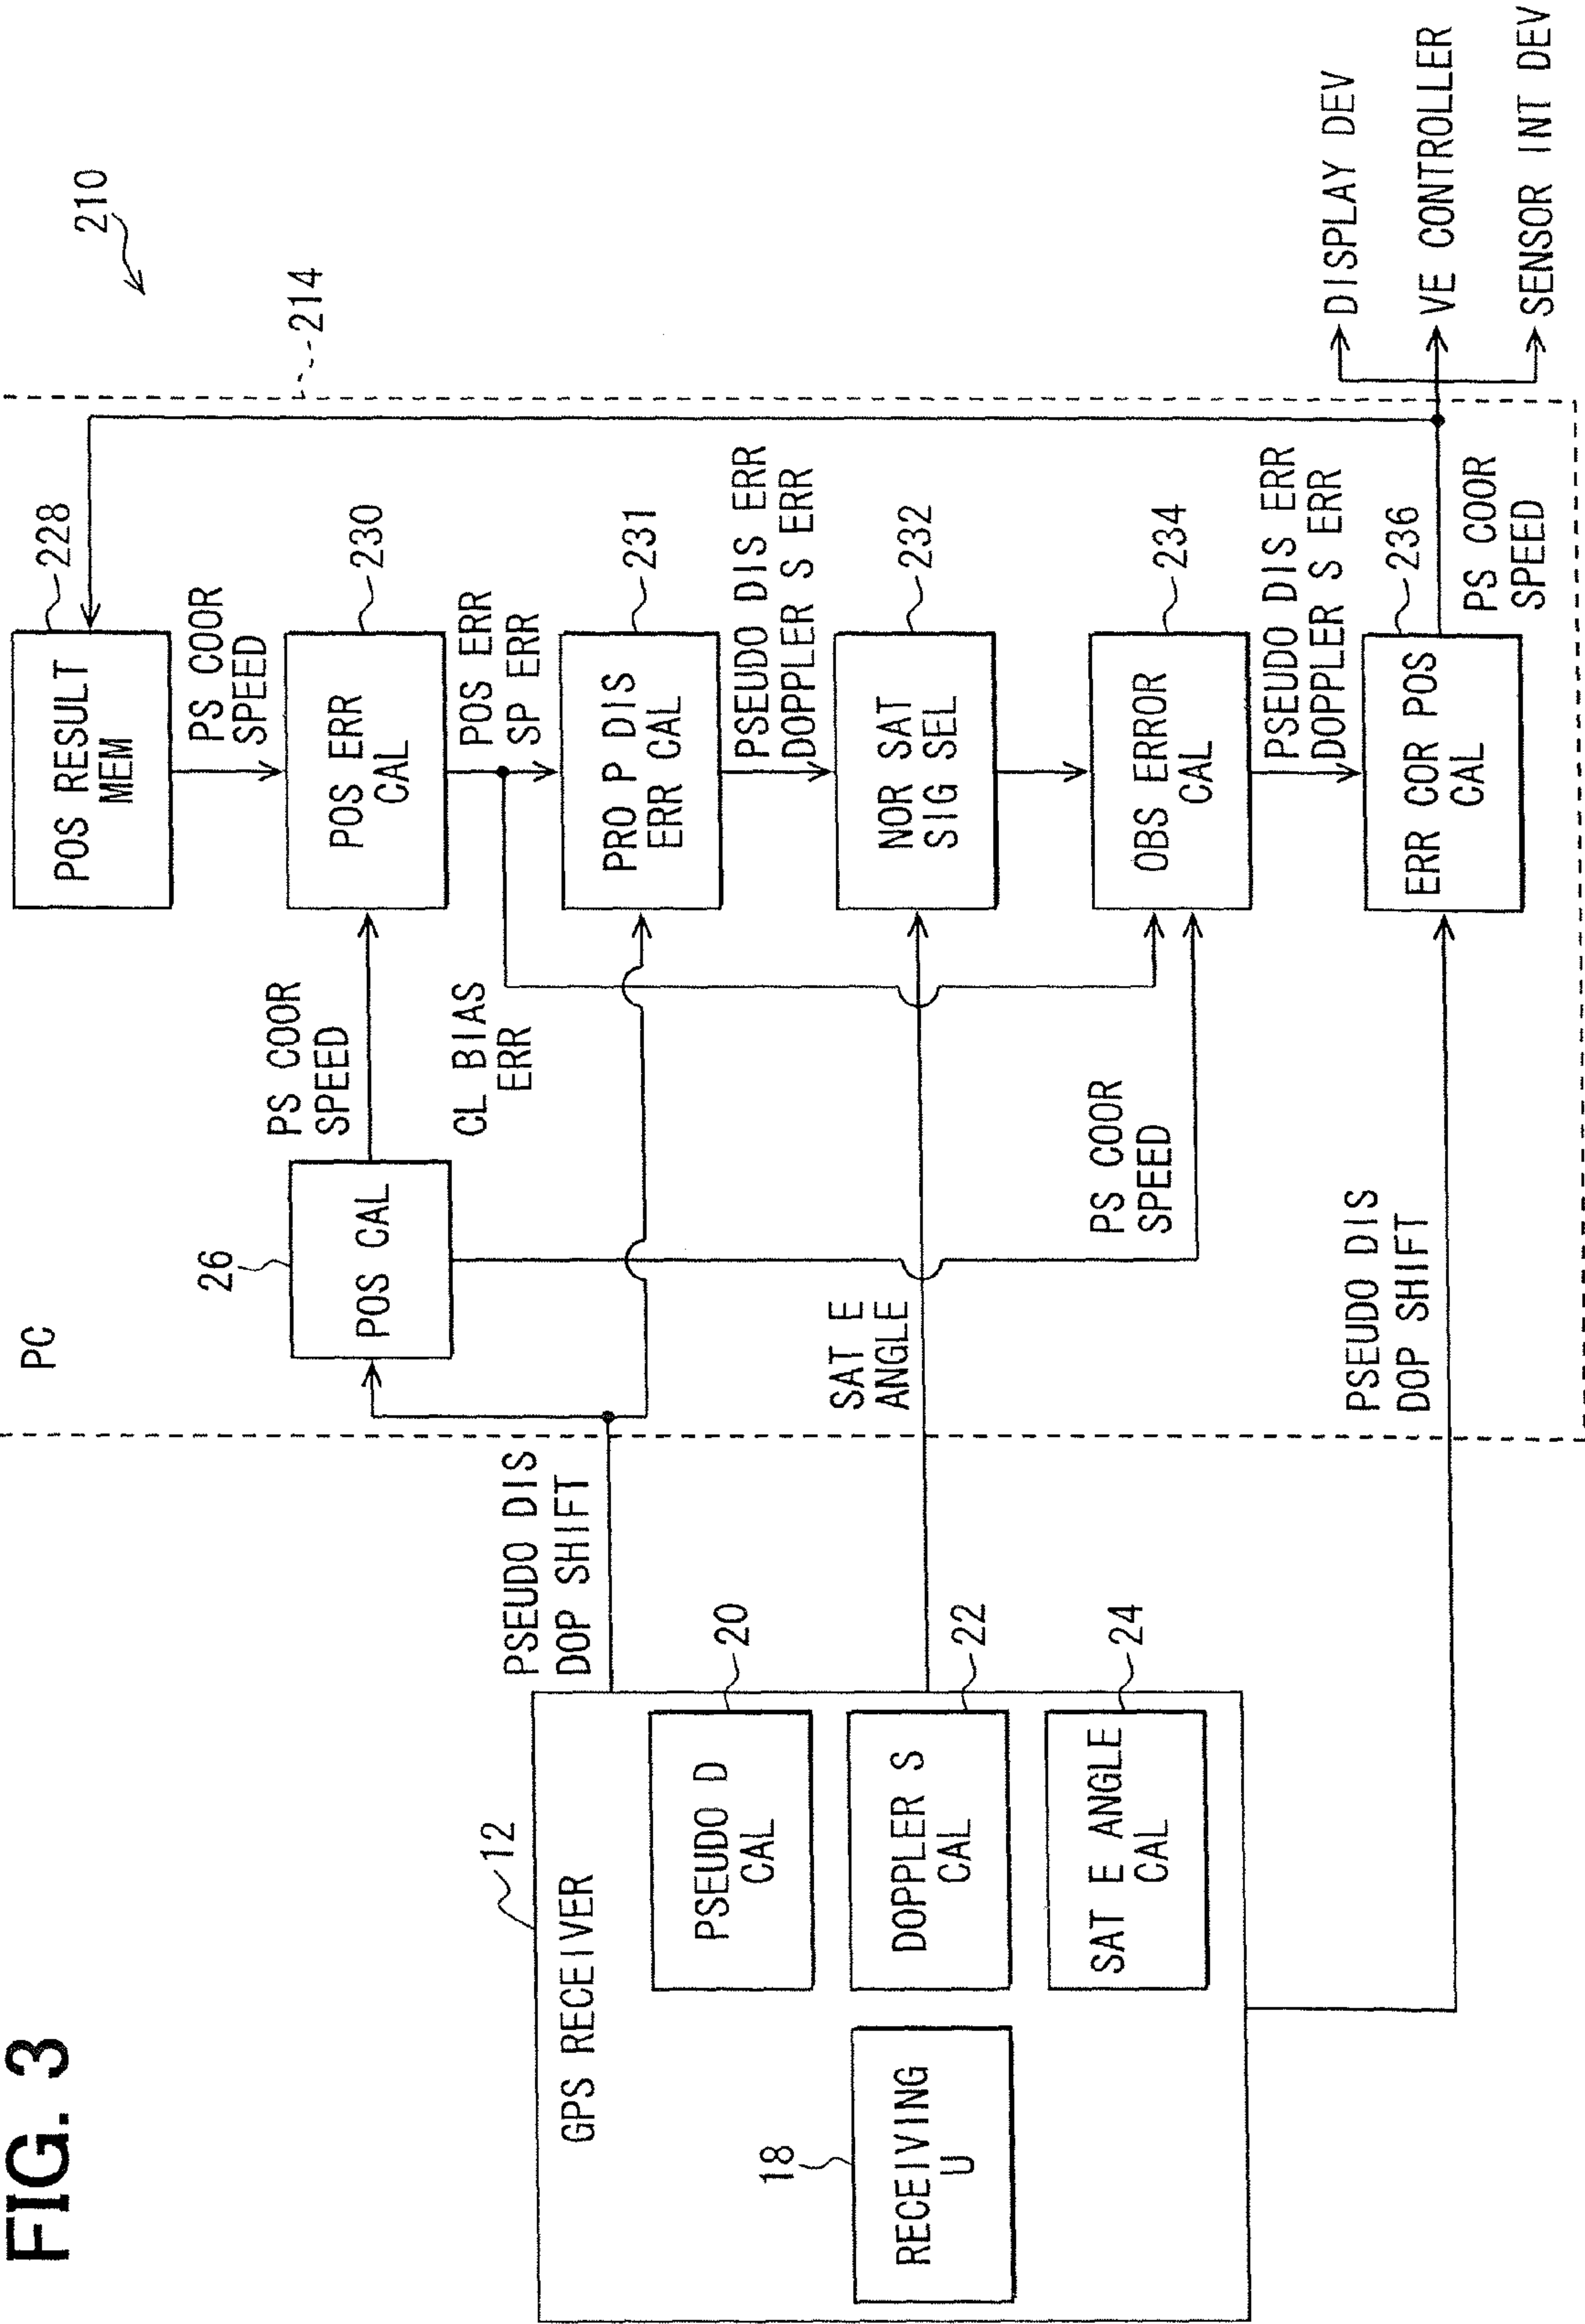 FIG. 3
210
12
GPS RECEIVER
18
RECEIVING
U
PSEUDO D
CAL
20
DOPPLER S
CAL
22
SAT E ANGLE
CAL
24
PSEUDO DIS
DOP SHIFT
SAT E
ANGLE
PSEUDO DIS
DOP SHIFT
PC
214
26
POS CAL
PS COOR
SPEED
CL BIAS
ERR
PS COOR
SPEED
POS RESULT
MEM
228
PS COOR
SPEED
POS ERR
CAL
230
POS ERR
SP ERR
PRO P DIS
ERR CAL
231
PSEUDO DIS ERR
DOPPLER S ERR
NOR SAT
SIG SEL
232
OBS ERROR
CAL
234
PSEUDO DIS ERR
DOPPLER S ERR
ERR COR POS
CAL
236
PS COOR
SPEED
DISPLAY DEV
VE CONTROLLER
SENSOR INT DEV